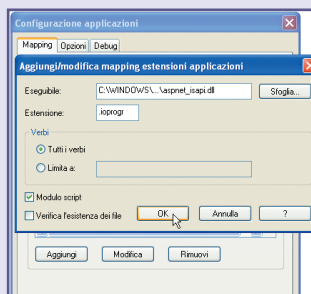 Configurazione applicazioni
Mapping Opzioni Debug
Aggiungi/modifica mapping estensioni applicazioni
Eseguibile: C:\WINDOWS\...\aspnet_isapi.dll Sfoglia...
Estensione: .ioprogr
Verbi
Tutti i verbi
Limita a:
Modulo script
Verifica l'esistenza dei file OK Annulla ?
Aggiungi Modifica Rimuovi